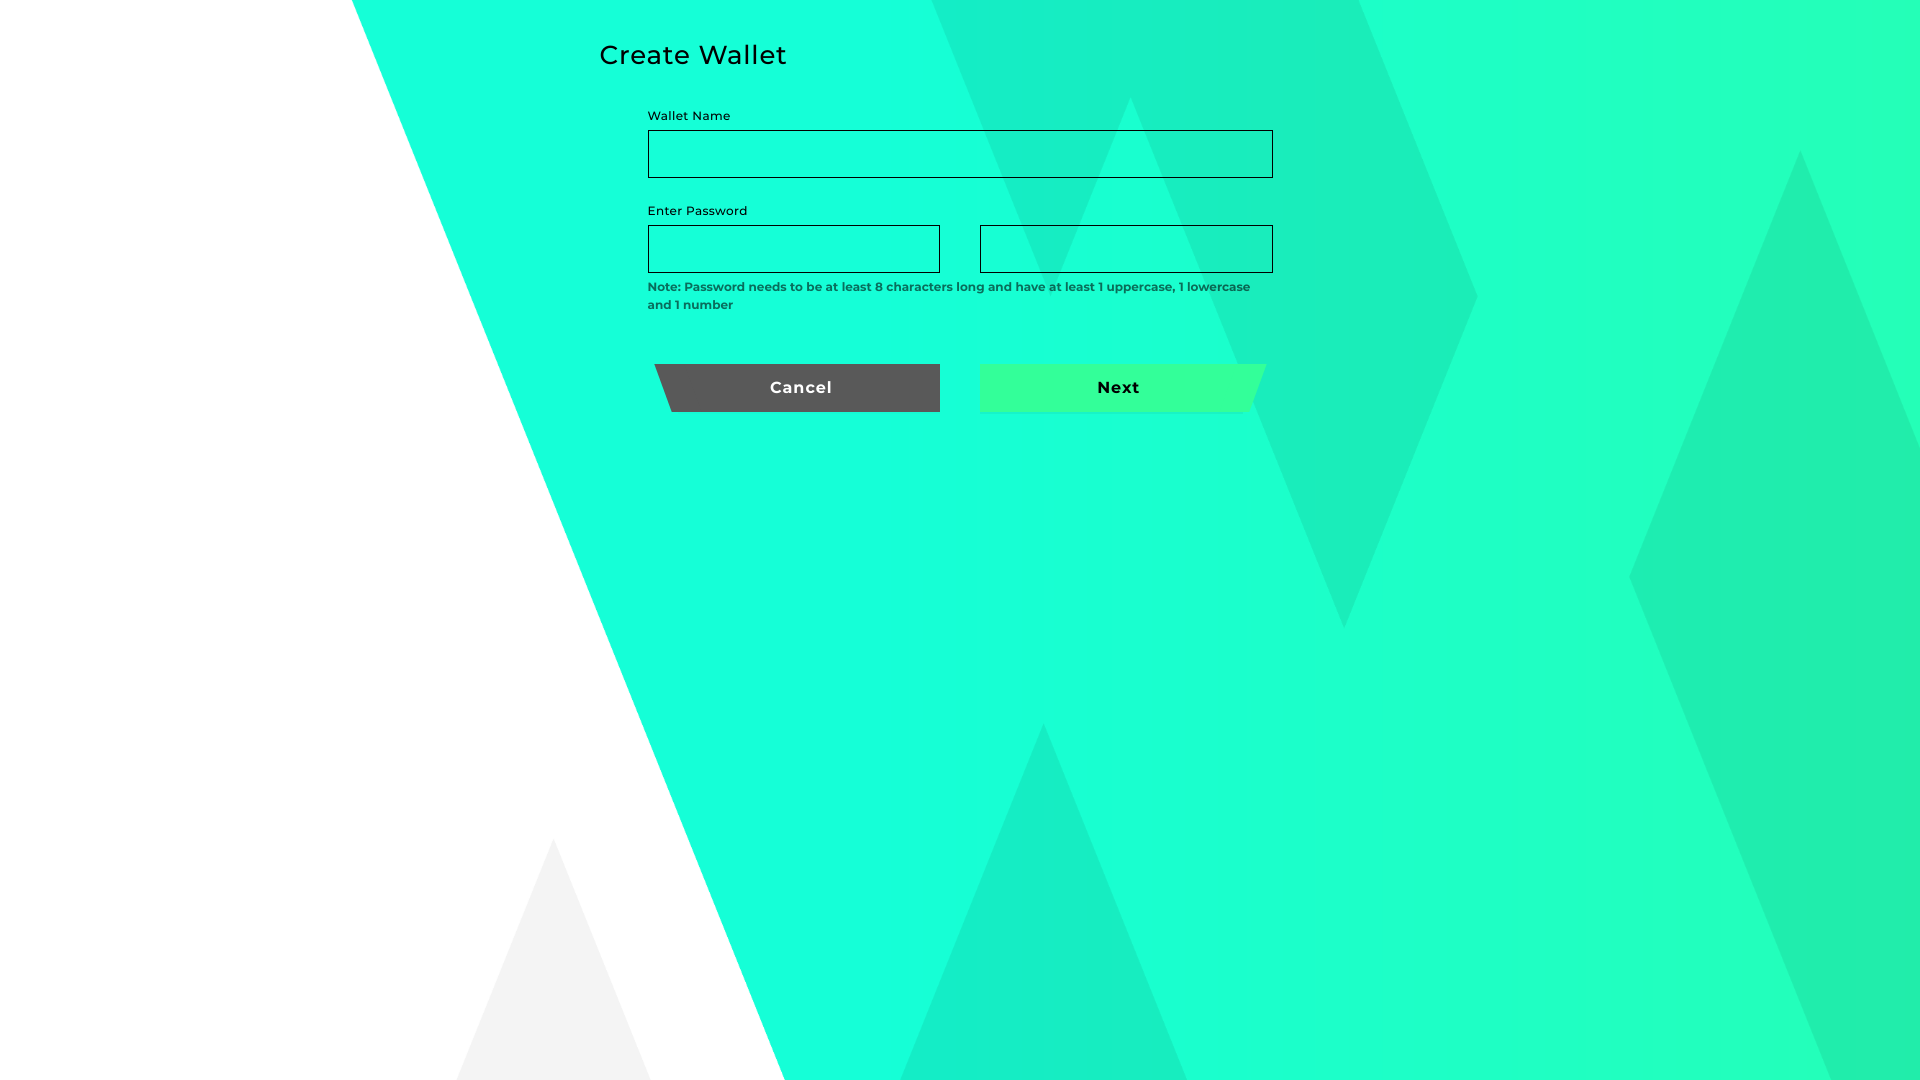 Create Wallet
Wallet Name
Enter Password
Note: Password needs to be at least 8 characters long and have at least 1 uppercase, 1 lowercase
and 1 number
Cancel
Next